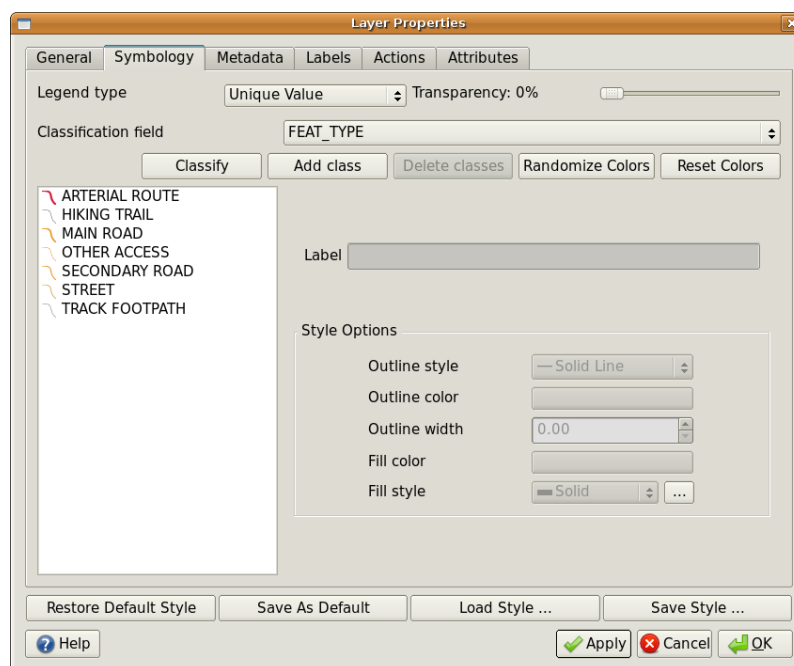 Layer Properties
General Symbology Metadata Labels Actions Attributes
Legend type Unique Value Transparency: 0%
Classification field FEAT_TYPE
Classify Add class Delete classes Randomize Colors Reset Colors
ARTERIAL ROUTE
HIKING TRAIL
MAIN ROAD
OTHER ACCESS
SECONDARY ROAD
STREET
TRACK FOOTPATH
Label
Style Options
Outline style Solid Line
Outline color
Outline width 0.00
Fill color
Fill style Solid ...
Restore Default Style Save As Default Load Style ... Save Style ...
Help Apply Cancel OK